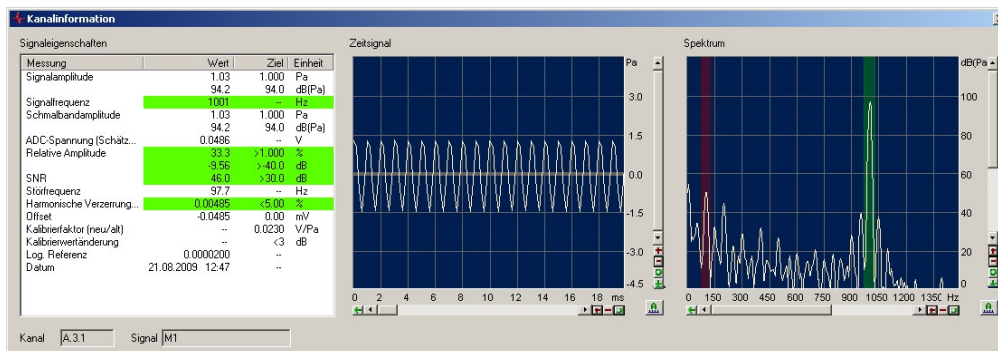 Kanalinformation
Signaleigenschaften
Messung Wert Ziel Einheit
Signalamplitude 1.03 1.000 Pa
94.2 94.0 dB(Pa)
Signalfrequenz 1001 -- Hz
Schmalbandamplitude 1.03 1.000 Pa
94.2 94.0 dB(Pa)
ADC-Spannung (Schätz... 0.0486 -- V
Relative Amplitude 33.3 >1.000 %
-9.56 >-40.0 dB
SNR 46.0 >30.0 dB
Störfrequenz 97.7 -- Hz
Harmonische Verzerrung... 0.00485 <5.00 %
Offset -0.0485 0.00 mV
Kalibrierfaktor (neu/alt) -- 0.0230 V/Pa
Kalibrierwertänderung -- <3 dB
Log. Referenz 0.0000200 --
Datum 21.08.2009 12:47 --
Kanal A.3.1 Signal M1
Zeitsignal
Pa
3.0
1.5
0.0
-1.5
-3.0
-4.5
0 2 4 6 8 10 12 14 16 18 ms
Spektrum
dB(Pa
100
80
60
40
20
0
0 150 300 450 600 750 900 1050 1200 135( Hz